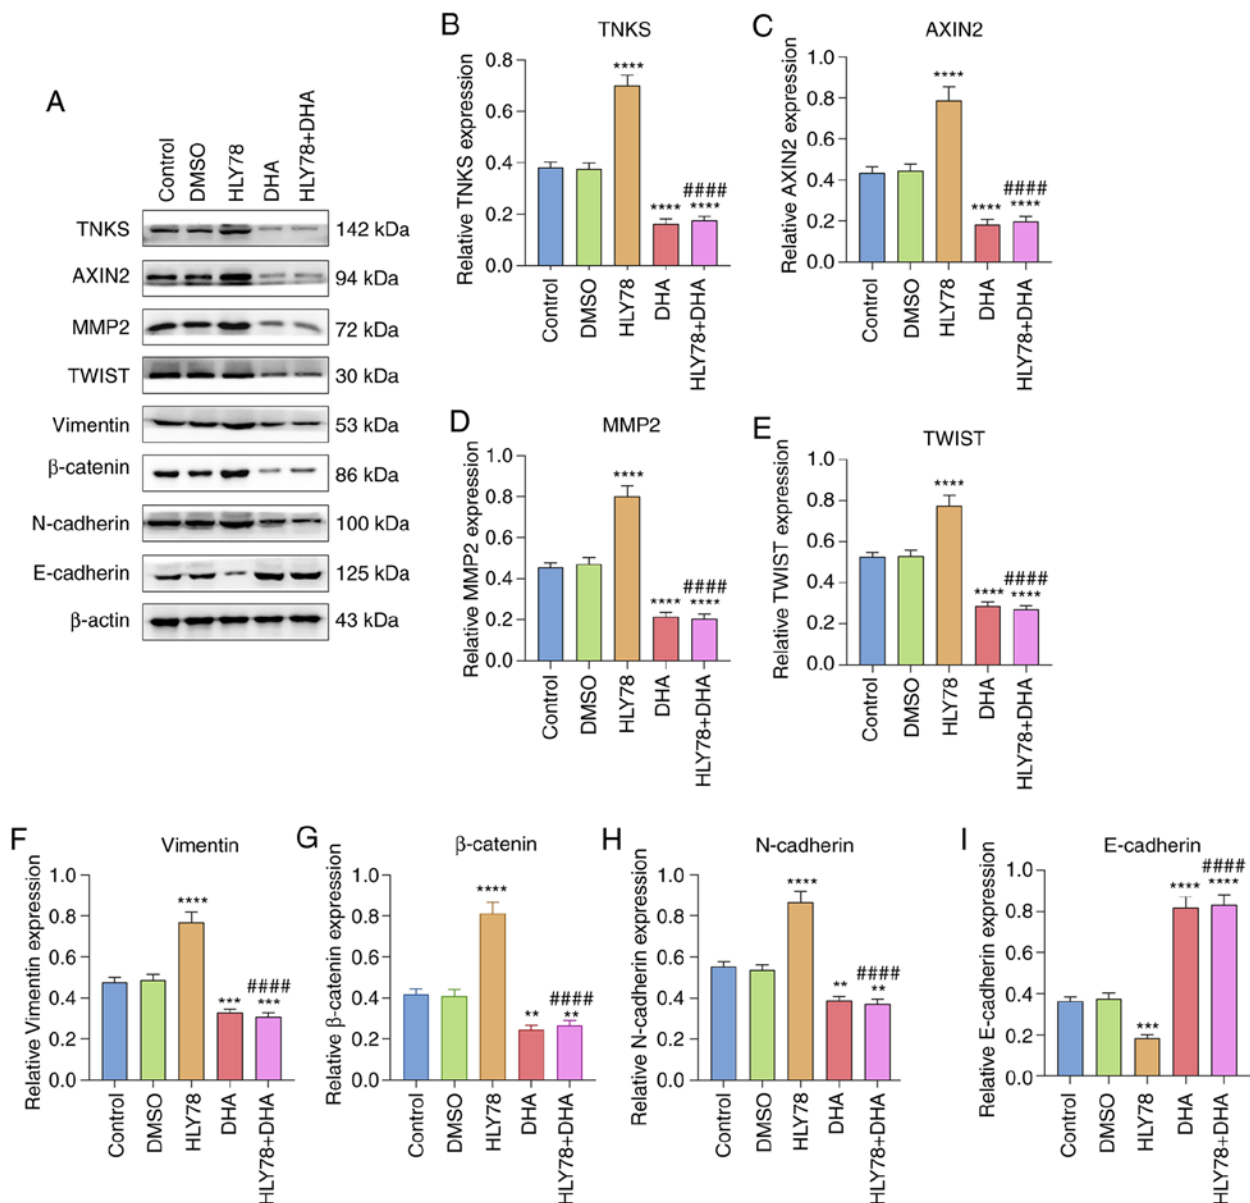 A
Control
DMSO
HLY78
DHA
HLY78+DHA
TNKS 142 kDa
AXIN2 94 kDa
MMP2 72 kDa
TWIST 30 kDa
Vimentin 53 kDa
β-catenin 86 kDa
N-cadherin 100 kDa
E-cadherin 125 kDa
β-actin 43 kDa
B
TNKS
Relative TNKS expression
0.8
0.6
0.4
0.2
0.0
****
****
####
****
Control
DMSO
HLY78
DHA
HLY78+DHA
C
AXIN2
Relative AXIN2 expression
1.0
0.8
0.6
0.4
0.2
0.0
****
****
####
****
Control
DMSO
HLY78
DHA
HLY78+DHA
D
MMP2
Relative MMP2 expression
1.0
0.8
0.6
0.4
0.2
0.0
****
****
####
****
Control
DMSO
HLY78
DHA
HLY78+DHA
E
TWIST
Relative TWIST expression
1.0
0.8
0.6
0.4
0.2
0.0
****
****
####
****
Control
DMSO
HLY78
DHA
HLY78+DHA
F
Vimentin
Relative Vimentin expression
1.0
0.8
0.6
0.4
0.2
0.0
****
***
####
***
Control
DMSO
HLY78
DHA
HLY78+DHA
G
β-catenin
Relative β-catenin expression
1.0
0.8
0.6
0.4
0.2
0.0
****
**
####
**
Control
DMSO
HLY78
DHA
HLY78+DHA
H
N-cadherin
Relative N-cadherin expression
1.0
0.8
0.6
0.4
0.2
0.0
****
**
####
**
Control
DMSO
HLY78
DHA
HLY78+DHA
I
E-cadherin
Relative E-cadherin expression
1.0
0.8
0.6
0.4
0.2
0.0
***
****
####
****
Control
DMSO
HLY78
DHA
HLY78+DHA